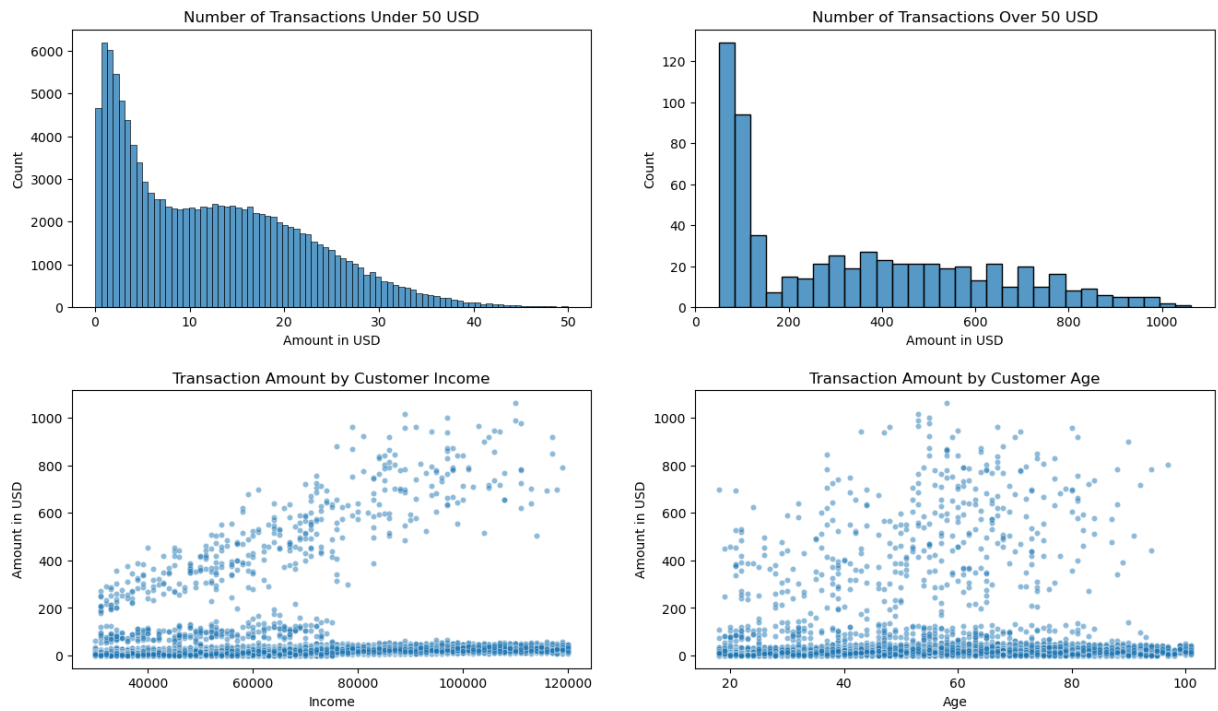 Number of Transactions Under 50 USD
6000
5000
4000
3000
2000
1000
0
Count
0 10 20 30 40 50
Amount in USD
Number of Transactions Over 50 USD
120
100
80
60
40
20
0
Count
0 200 400 600 800 1000
Amount in USD
Transaction Amount by Customer Income
1000
800
600
400
200
0
Amount in USD
40000 60000 80000 100000 120000
Income
Transaction Amount by Customer Age
1000
800
600
400
200
0
Amount in USD
20 40 60 80 100
Age